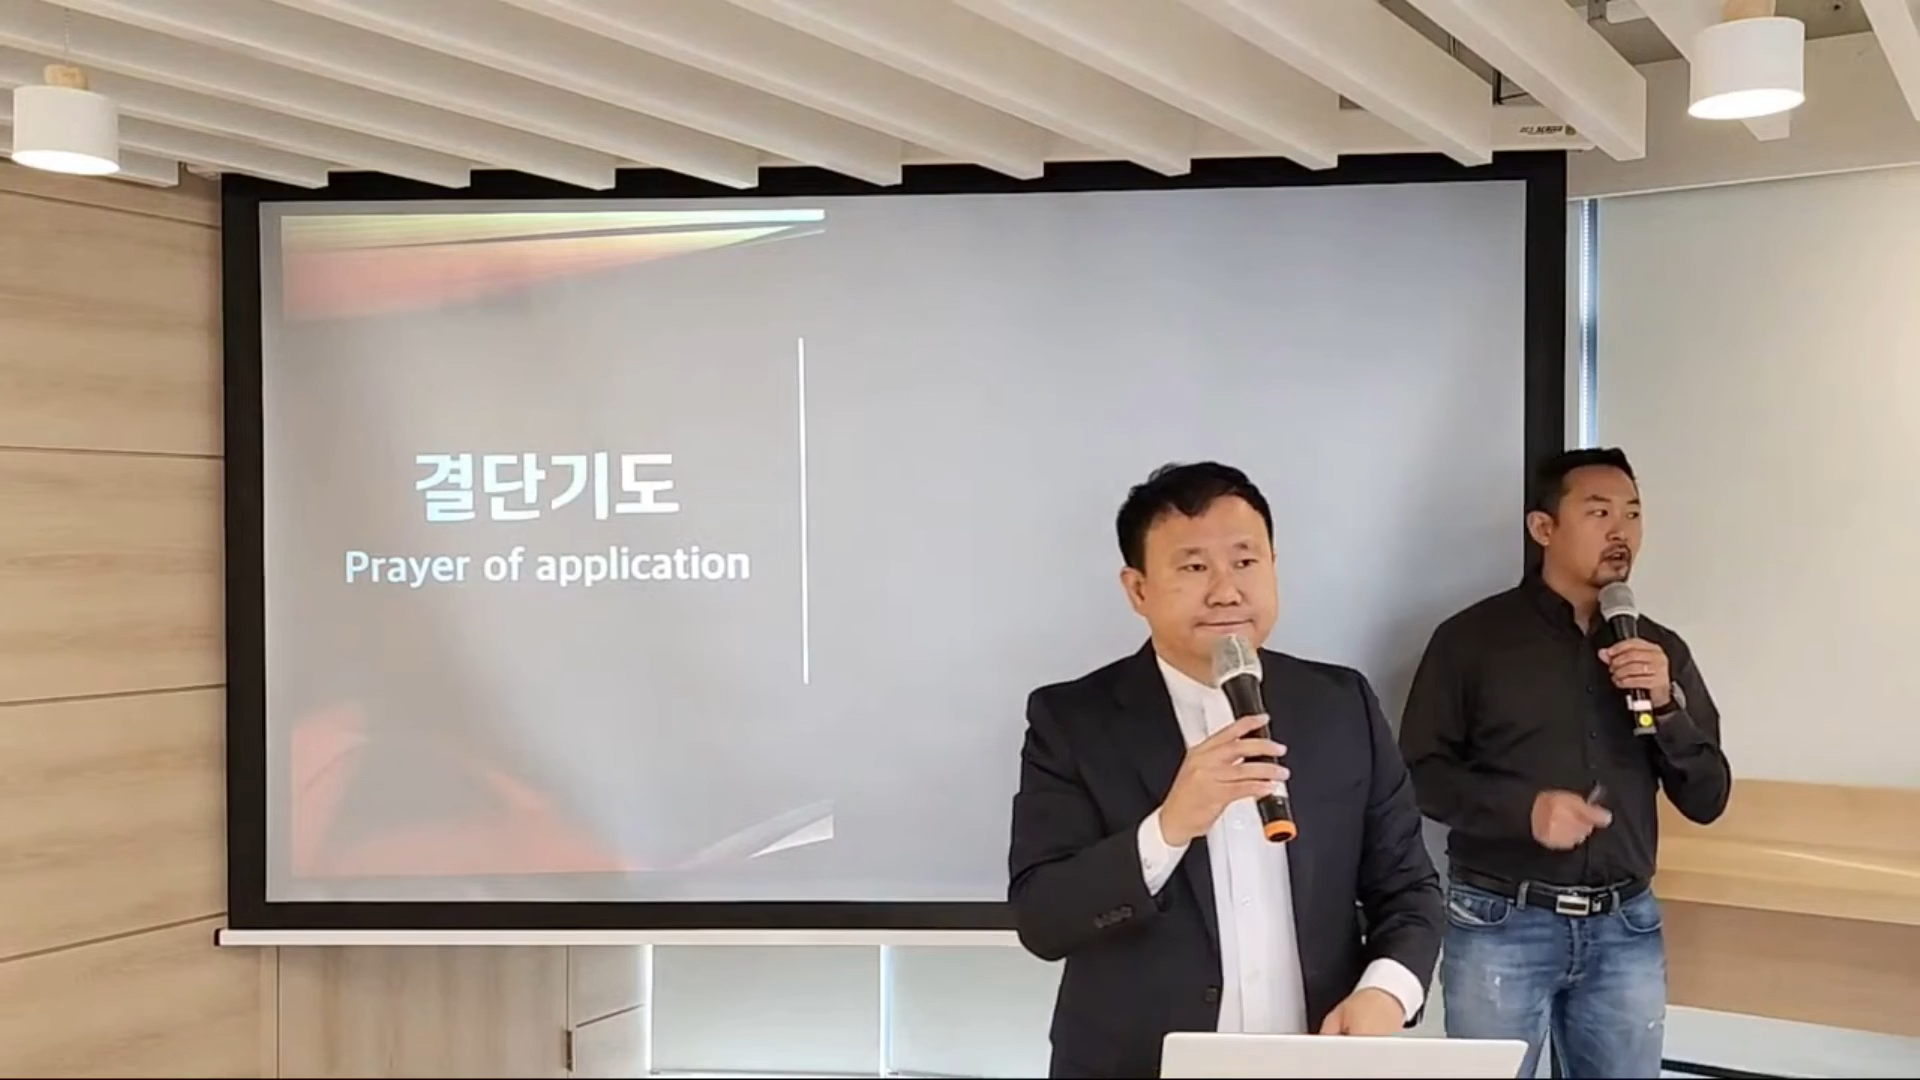 결단기도
Prayer of application